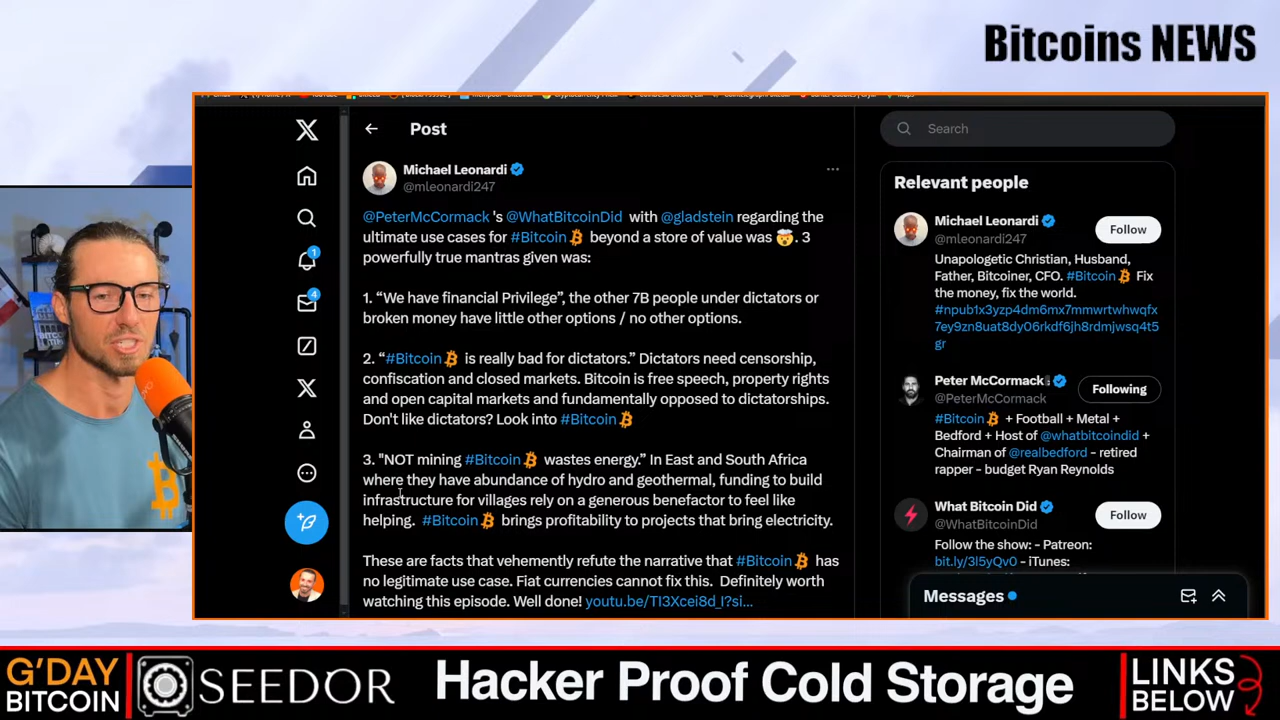 Bitcoins NEWS
Post
Search
Michael Leonardi
@mleonardi247
@PeterMcCormack 's @WhatBitcoinDid with @gladstein regarding the
ultimate use cases for #Bitcoin beyond a store of value was 🤯. 3
powerfully true mantras given was:
1. “We have financial Privilege”, the other 7B people under dictators or
broken money have little other options / no other options.
2. “#Bitcoin is really bad for dictators.” Dictators need censorship,
confiscation and closed markets. Bitcoin is free speech, property rights
and open capital markets and fundamentally opposed to dictatorships.
Don't like dictators? Look into #Bitcoin
3. "NOT mining #Bitcoin wastes energy.” In East and South Africa
where they have abundance of hydro and geothermal, funding to build
infrastructure for villages rely on a generous benefactor to feel like
helping. #Bitcoin brings profitability to projects that bring electricity.
These are facts that vehemently refute the narrative that #Bitcoin has
no legitimate use case. Fiat currencies cannot fix this. Definitely worth
watching this episode. Well done! youtu.be/TI3Xcei8d_I?si...
1
4
Relevant people
Michael Leonardi
@mleonardi247
Follow
Unapologetic Christian, Husband,
Father, Bitcoiner, CFO. #Bitcoin Fix
the money, fix the world.
#npub1x3yzp4dm6mx7mmwrtwhwqfx
7ey9zn8uat8dy06rkdf6jh8rdmjwsq4t5
gr
Peter McCormack
@PeterMcCormack
Following
#Bitcoin + Football + Metal +
Bedford + Host of @whatbitcoindid +
Chairman of @realbedford - retired
rapper - budget Ryan Reynolds
What Bitcoin Did
@WhatBitcoinDid
Follow
Follow the show: - Patreon:
bit.ly/3l5yQv0 - iTunes:
Messages
G'DAY
BITCOIN
SEEDOR
Hacker Proof Cold Storage
LINKS
BELOW